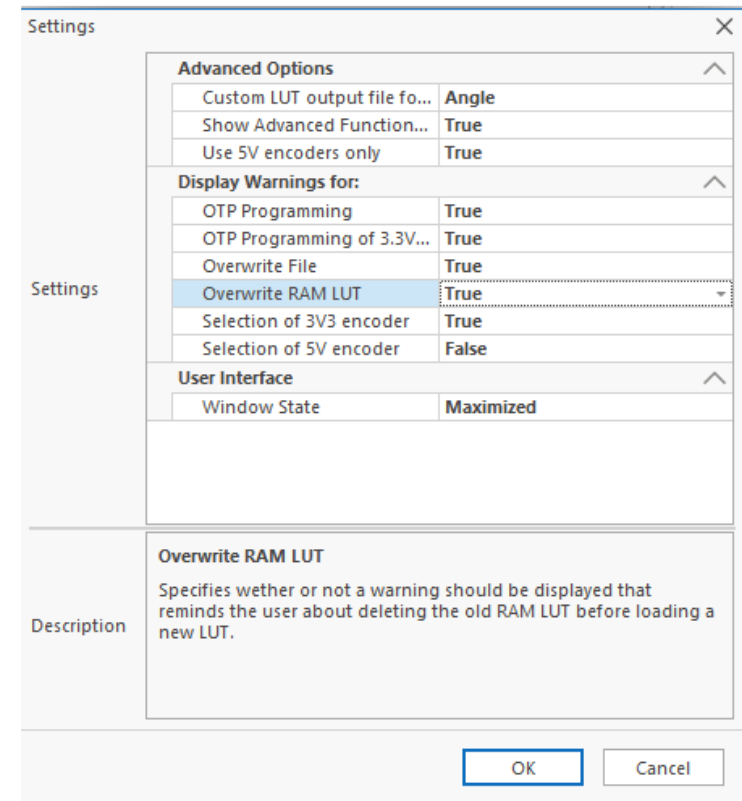 Settings
Advanced Options
Custom LUT output file fo... Angle
Show Advanced Function... True
Use 5V encoders only True
Display Warnings for:
OTP Programming True
OTP Programming of 3.3V... True
Overwrite File True
Settings
Overwrite RAM LUT True
Selection of 3V3 encoder True
Selection of 5V encoder False
User Interface
Window State Maximized
Overwrite RAM LUT
Specifies wether or not a warning should be displayed that
reminds the user about deleting the old RAM LUT before loading a
new LUT.
Description
OK Cancel